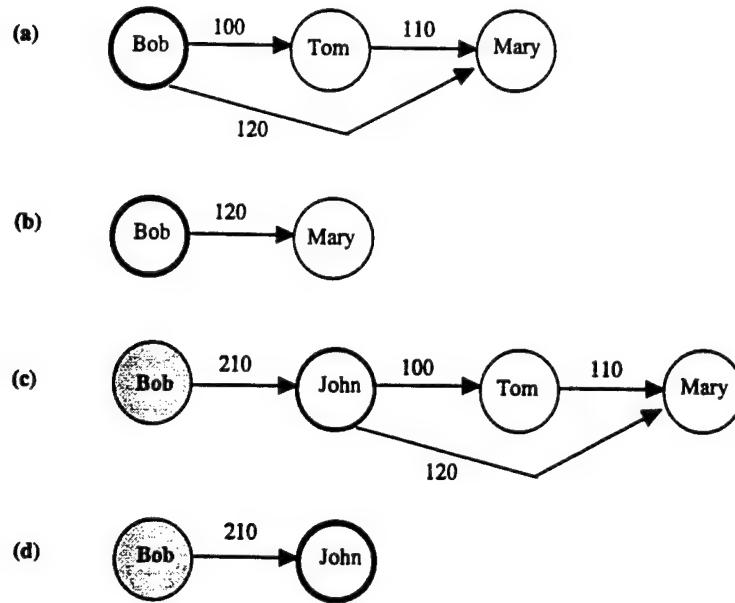 (a) Bob 100 Tom 110 Mary
120
(b) Bob 120 Mary
(c) Bob 210 John 100 Tom 110 Mary
120
(d) Bob 210 John